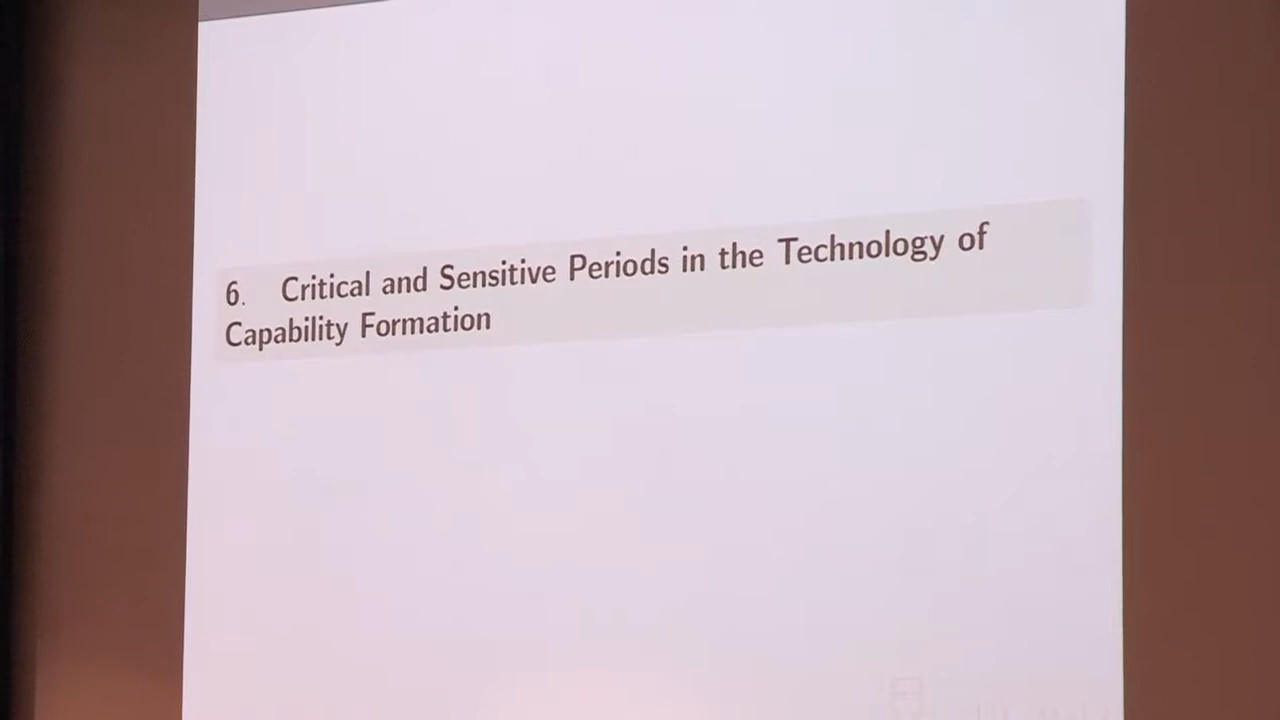 6. Critical and Sensitive Periods in the Technology of
Capability Formation